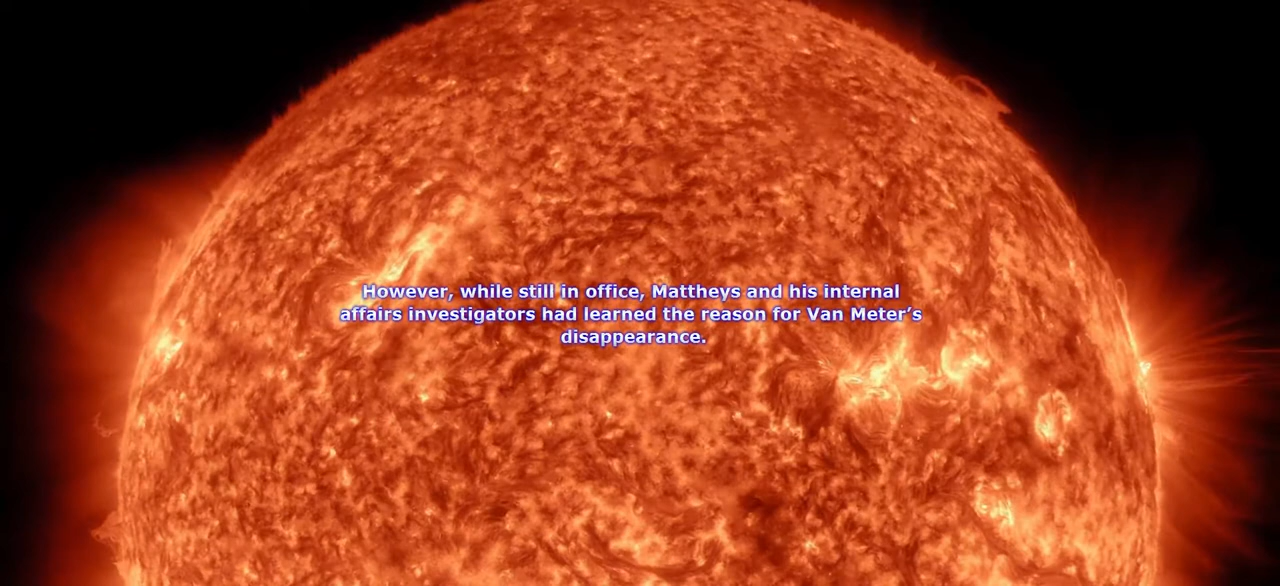 However, while still in office, Mattheys and his internal
affairs investigators had learned the reason for Van Meter’s
disappearance.